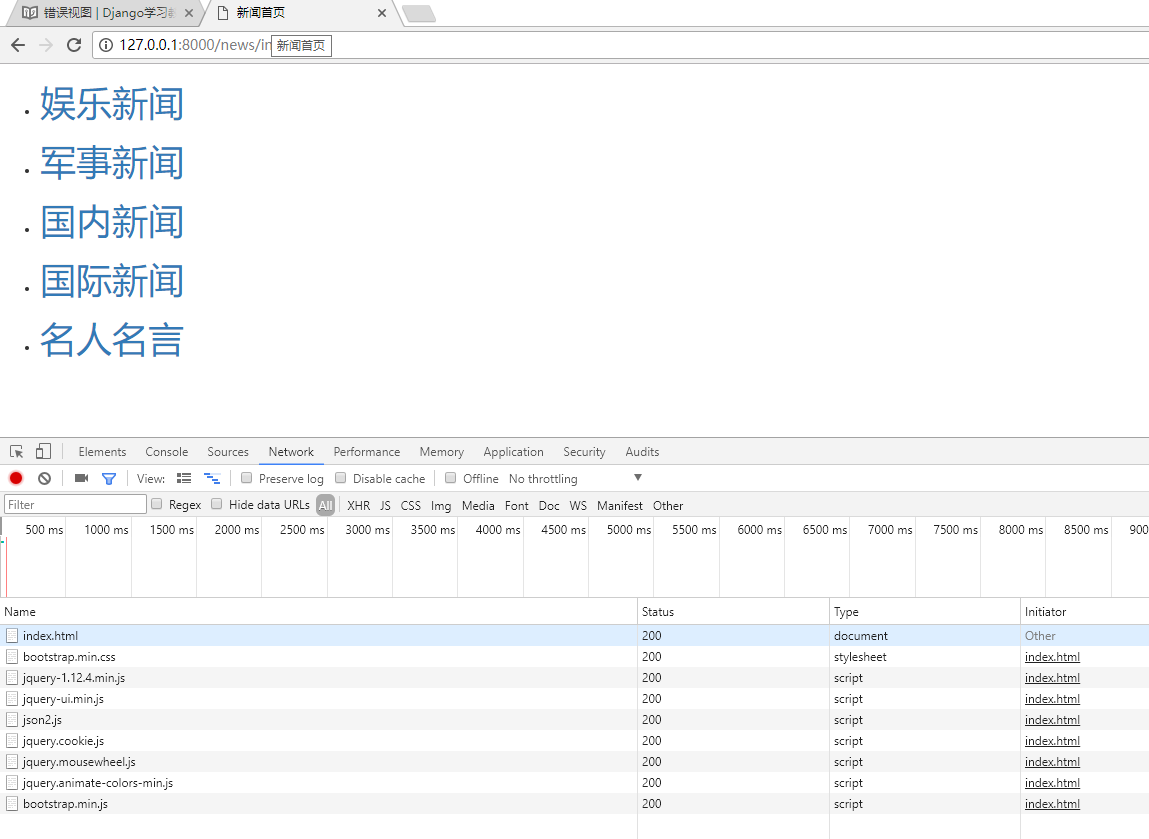 错误视图 | Django学习
新闻首页
127.0.0.1:8000/news/in
新闻首页
娱乐新闻
军事新闻
国内新闻
国际新闻
名人名言
Elements Console Sources Network Performance Memory Application Security Audits
View: Preserve log Disable cache Offline No throttling
Filter Regex Hide data URLs All XHR JS CSS Img Media Font Doc WS Manifest Other
500 ms 1000 ms 1500 ms 2000 ms 2500 ms 3000 ms 3500 ms 4000 ms 4500 ms 5000 ms 5500 ms 6000 ms 6500 ms 7000 ms 7500 ms 8000 ms 8500 ms 900
Name Status Type Initiator
index.html 200 document Other
bootstrap.min.css 200 stylesheet index.html
jquery-1.12.4.min.js 200 script index.html
jquery-ui.min.js 200 script index.html
json2.js 200 script index.html
jquery.cookie.js 200 script index.html
jquery.mousewheel.js 200 script index.html
jquery.animate-colors-min.js 200 script index.html
bootstrap.min.js 200 script index.html